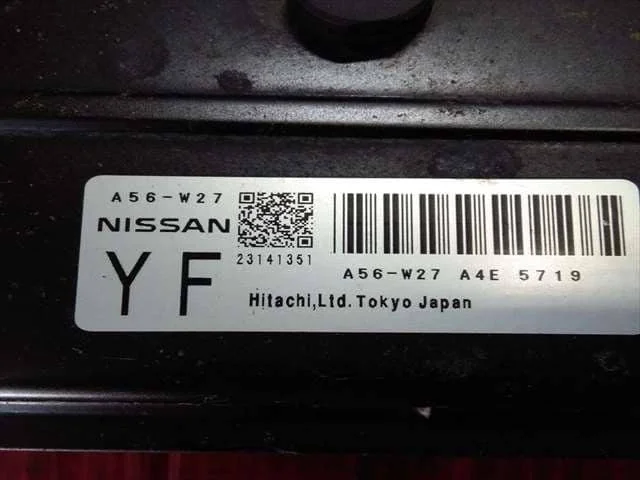 A56-W27
NISSAN
23141351
YF
A56-W27 A4E 5719
Hitachi,Ltd. Tokyo Japan